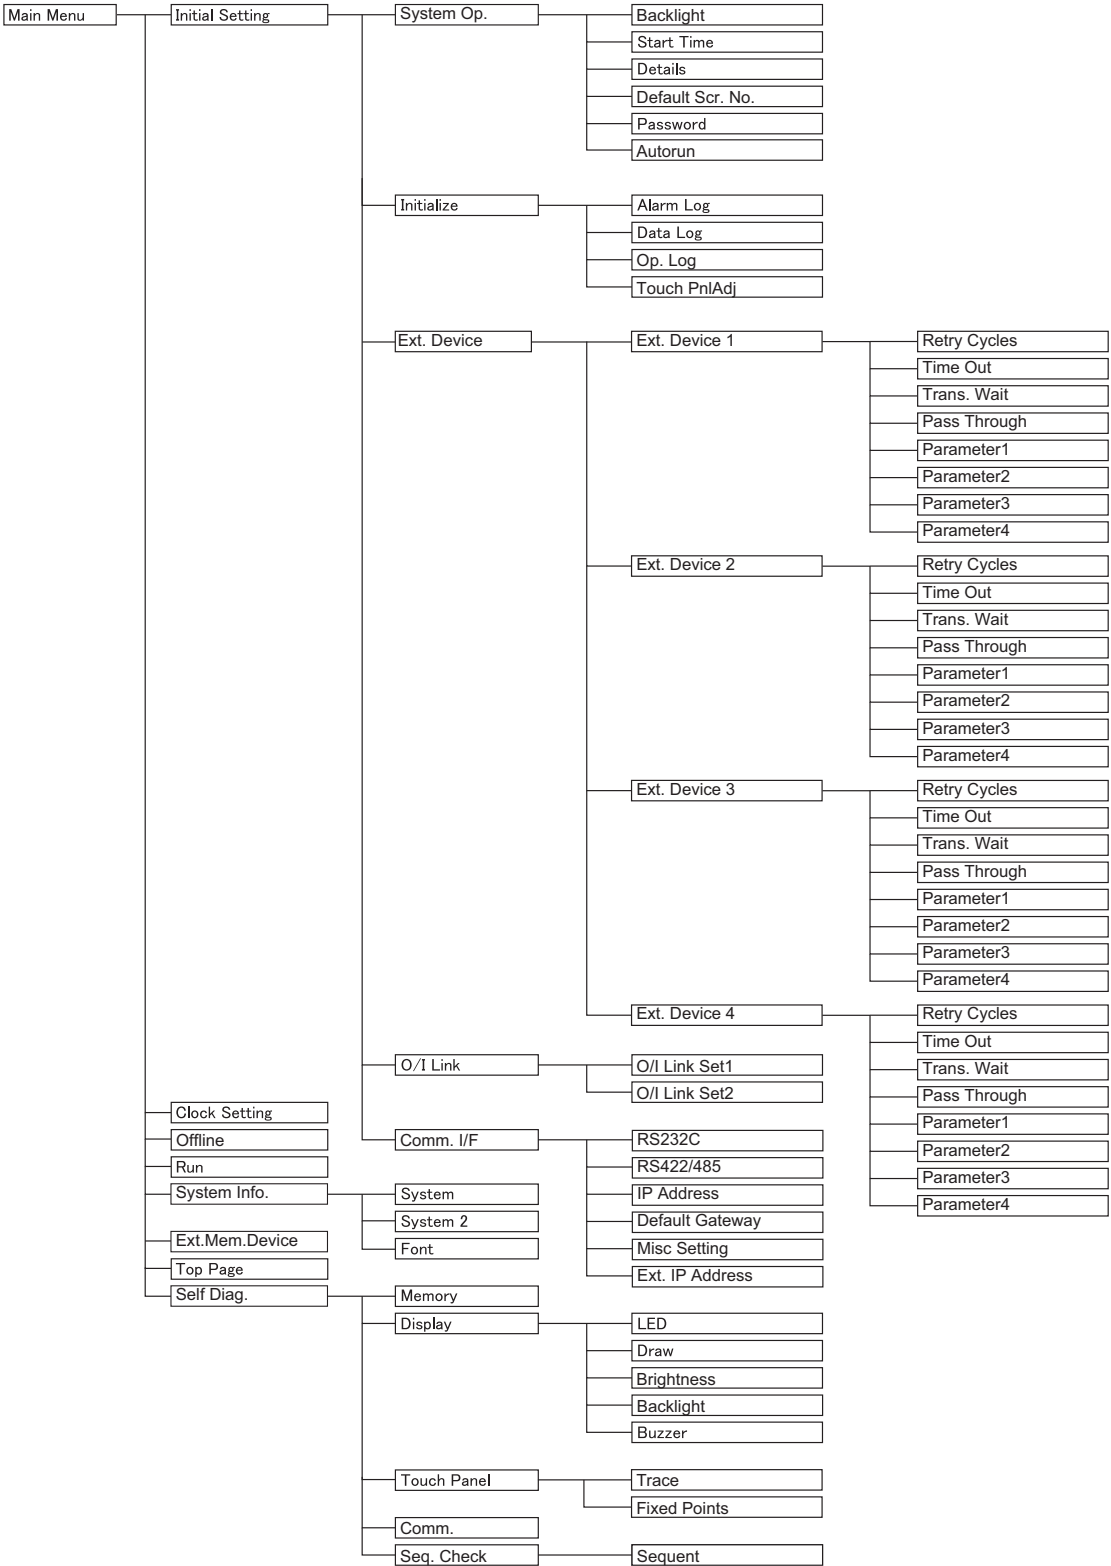 Main Menu
Initial Setting
System Op.
Backlight
Start Time
Details
Default Scr. No.
Password
Autorun
Initialize
Alarm Log
Data Log
Op. Log
Touch PnlAdj
Ext. Device
Ext. Device 1
Retry Cycles
Time Out
Trans. Wait
Pass Through
Parameter1
Parameter2
Parameter3
Parameter4
Ext. Device 2
Retry Cycles
Time Out
Trans. Wait
Pass Through
Parameter1
Parameter2
Parameter3
Parameter4
Ext. Device 3
Retry Cycles
Time Out
Trans. Wait
Pass Through
Parameter1
Parameter2
Parameter3
Parameter4
Ext. Device 4
Retry Cycles
Time Out
Trans. Wait
Pass Through
Parameter1
Parameter2
Parameter3
Parameter4
O/I Link
O/I Link Set1
O/I Link Set2
Comm. I/F
RS232C
RS422/485
IP Address
Default Gateway
Misc Setting
Ext. IP Address
Clock Setting
Offline
Run
System Info.
System
System 2
Font
Ext.Mem.Device
Top Page
Self Diag.
Memory
Display
LED
Draw
Brightness
Backlight
Buzzer
Touch Panel
Trace
Fixed Points
Comm.
Seq. Check
Sequent